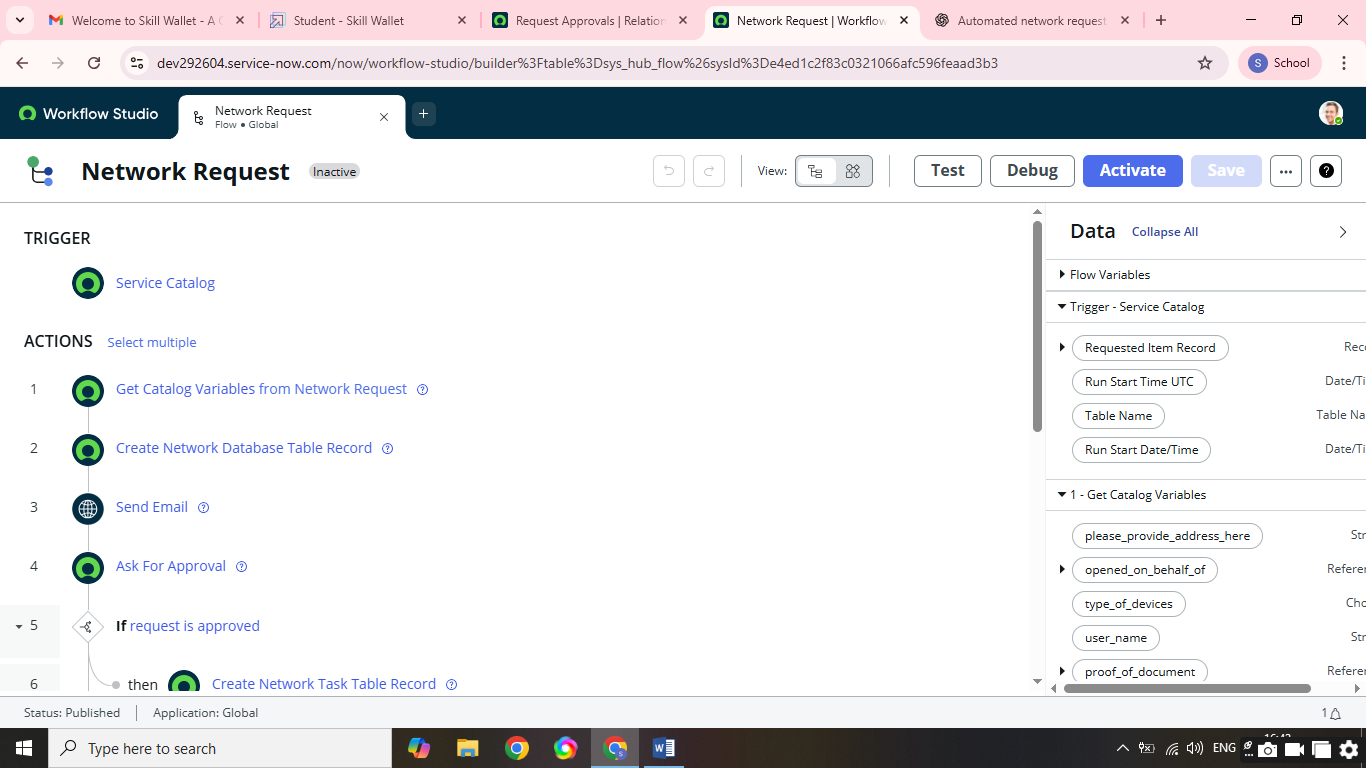 Welcome to Skill Wallet - A
Student - Skill Wallet
Request Approvals | Relation
Network Request | Workflow
Automated network request
dev292604.service-now.com/now/workflow-studio/builder%3Ftable%3Dsys_hub_flow%26sysId%3De4ed1c2f83c0321066afc596feaad3b3
S School
Workflow Studio
Network Request
Flow • Global
Network Request Inactive
View:
Test
Debug
Activate
Save
TRIGGER
Service Catalog
ACTIONS Select multiple
1 Get Catalog Variables from Network Request
2 Create Network Database Table Record
3 Send Email
4 Ask For Approval
5 If request is approved
6 then Create Network Task Table Record
Data Collapse All
Flow Variables
Trigger - Service Catalog
Requested Item Record Reco
Run Start Time UTC Date/Ti
Table Name Table Na
Run Start Date/Time Date/Ti
1 - Get Catalog Variables
please_provide_address_here Str
opened_on_behalf_of Referen
type_of_devices Cho
user_name Str
proof_of_document Referen
Status: Published Application: Global
1
Type here to search
ENG